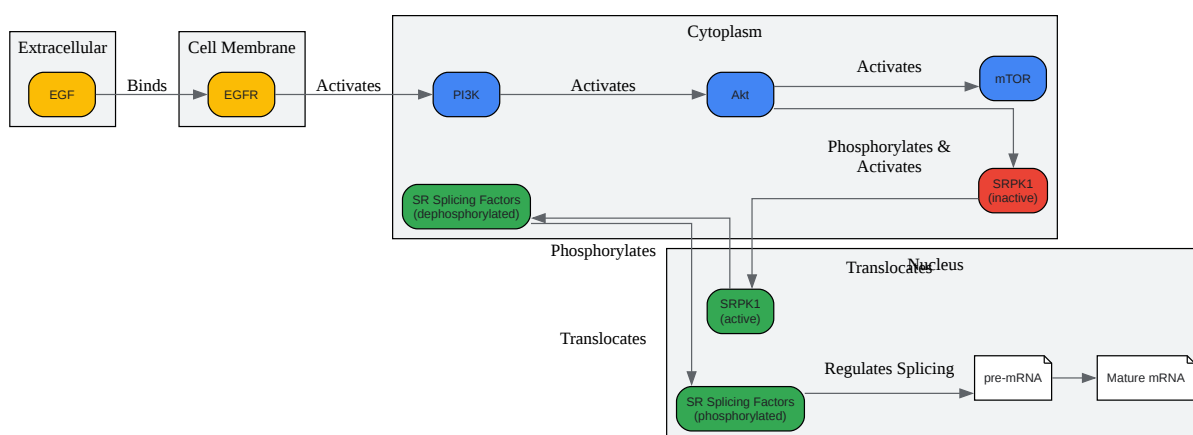 Cytoplasm
Extracellular
Cell Membrane
EGF
Binds
EGFR
Activates
PI3K
Activates
Akt
Activates
mTOR
Phosphorylates &
Activates
SRPK1
(inactive)
SR Splicing Factors
(dephosphorylated)
Phosphorylates
Translocates
Nucleus
SRPK1
(active)
Translocates
Regulates Splicing
pre-mRNA
Mature mRNA
SR Splicing Factors
(phosphorylated)